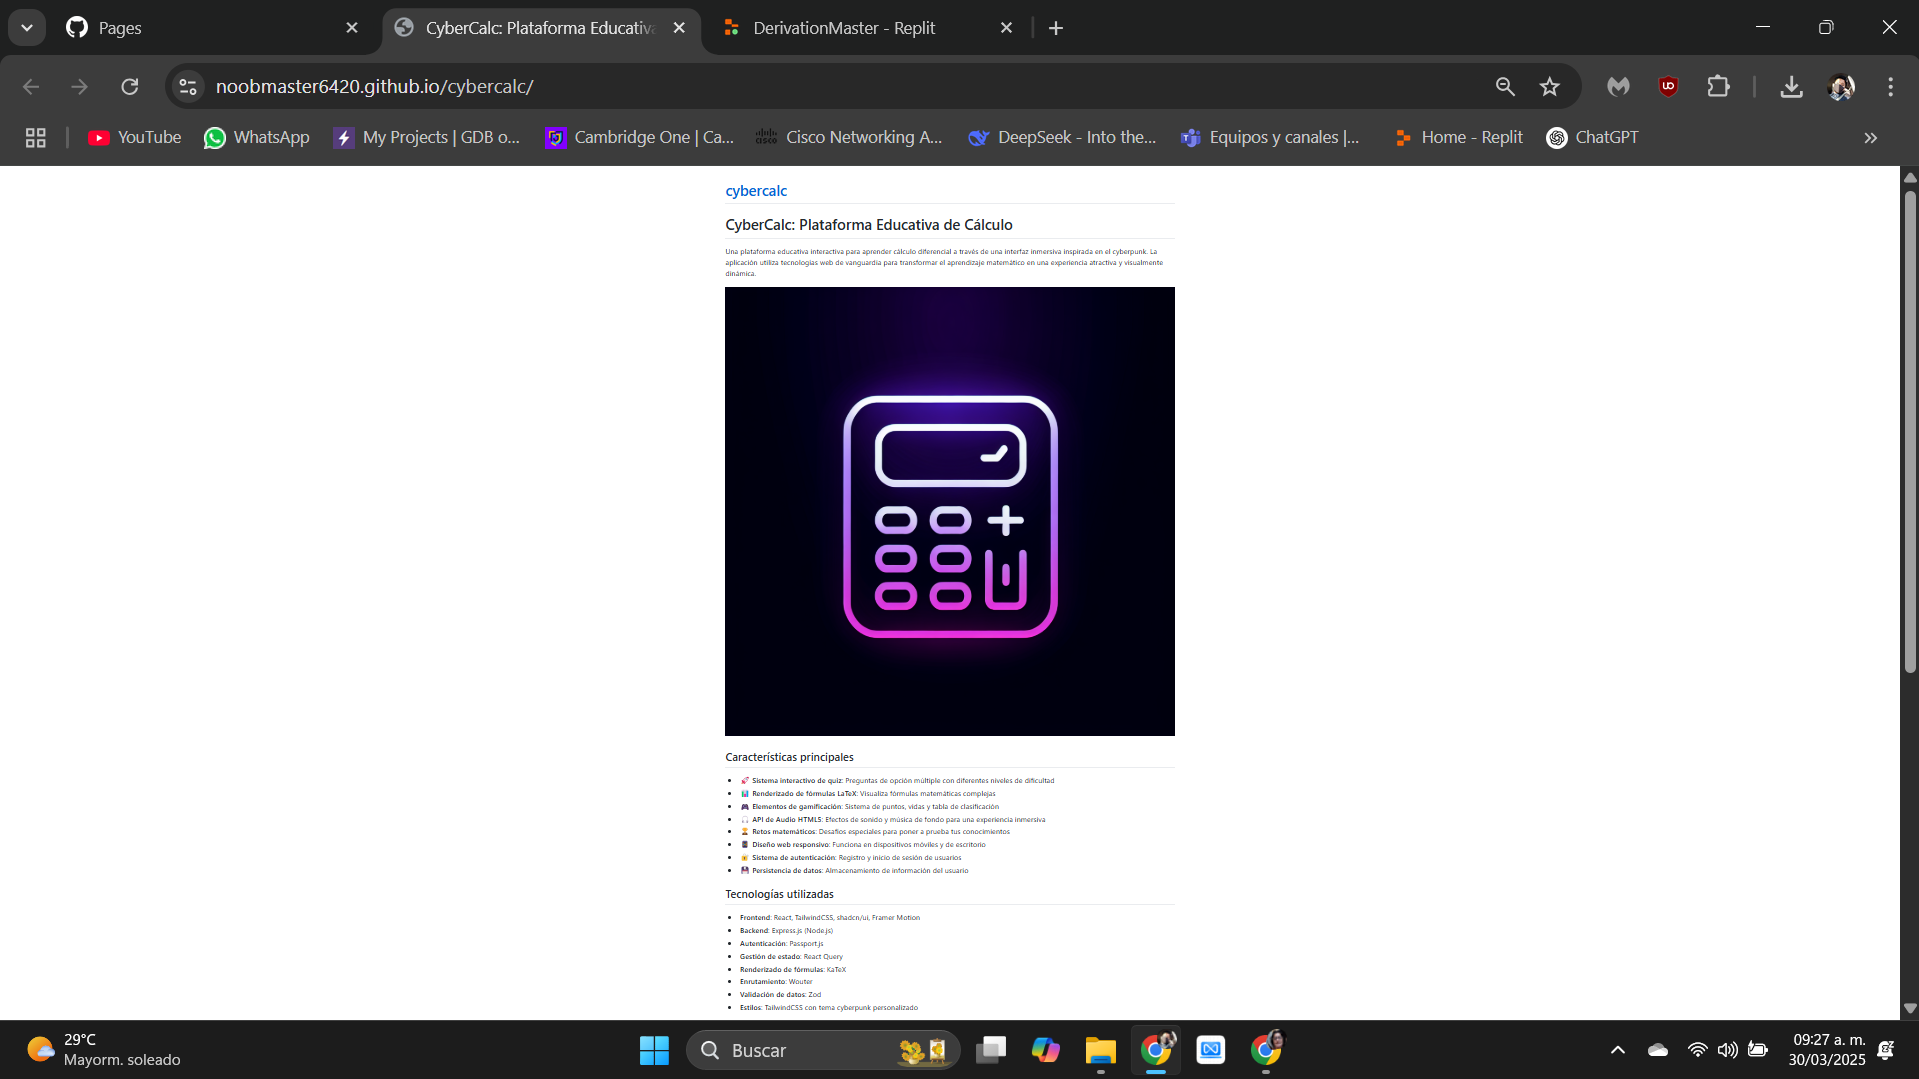 Pages
CyberCalc: Plataforma Educativa
DerivationMaster - Replit
noobmaster6420.github.io/cybercalc/
YouTube
WhatsApp
My Projects | GDB o...
Cambridge One | Ca...
Cisco Networking A...
DeepSeek - Into the...
Equipos y canales |...
Home - Replit
ChatGPT
cybercalc
CyberCalc: Plataforma Educativa de Cálculo
Una plataforma educativa interactiva para aprender cálculo diferencial a través de una interfaz inmersiva inspirada en el cyberpunk. La
aplicación utiliza tecnologías web de vanguardia para transformar el aprendizaje matemático en una experiencia atractiva y visualmente
dinámica.
Características principales
Sistema interactivo de quiz: Preguntas de opción múltiple con diferentes niveles de dificultad
Renderizado de fórmulas LaTeX: Visualiza fórmulas matemáticas complejas
Elementos de gamificación: Sistema de puntos, vidas y tabla de clasificación
API de Audio HTML5: Efectos de sonido y música de fondo para una experiencia inmersiva
Retos matemáticos: Desafíos especiales para poner a prueba tus conocimientos
Diseño web responsivo: Funciona en dispositivos móviles y de escritorio
Sistema de autenticación: Registro y inicio de sesión de usuarios
Persistencia de datos: Almacenamiento de información del usuario
Tecnologías utilizadas
Frontend: React, TailwindCSS, shadcn/ui, Framer Motion
Backend: Express.js (Node.js)
Autenticación: Passport.js
Gestión de estado: React Query
Renderizado de fórmulas: KaTeX
Enrutamiento: Wouter
Validación de datos: Zod
Estilos: TailwindCSS con tema cyberpunk personalizado
29°C
Mayorm. soleado
Buscar
09:27 a. m.
30/03/2025